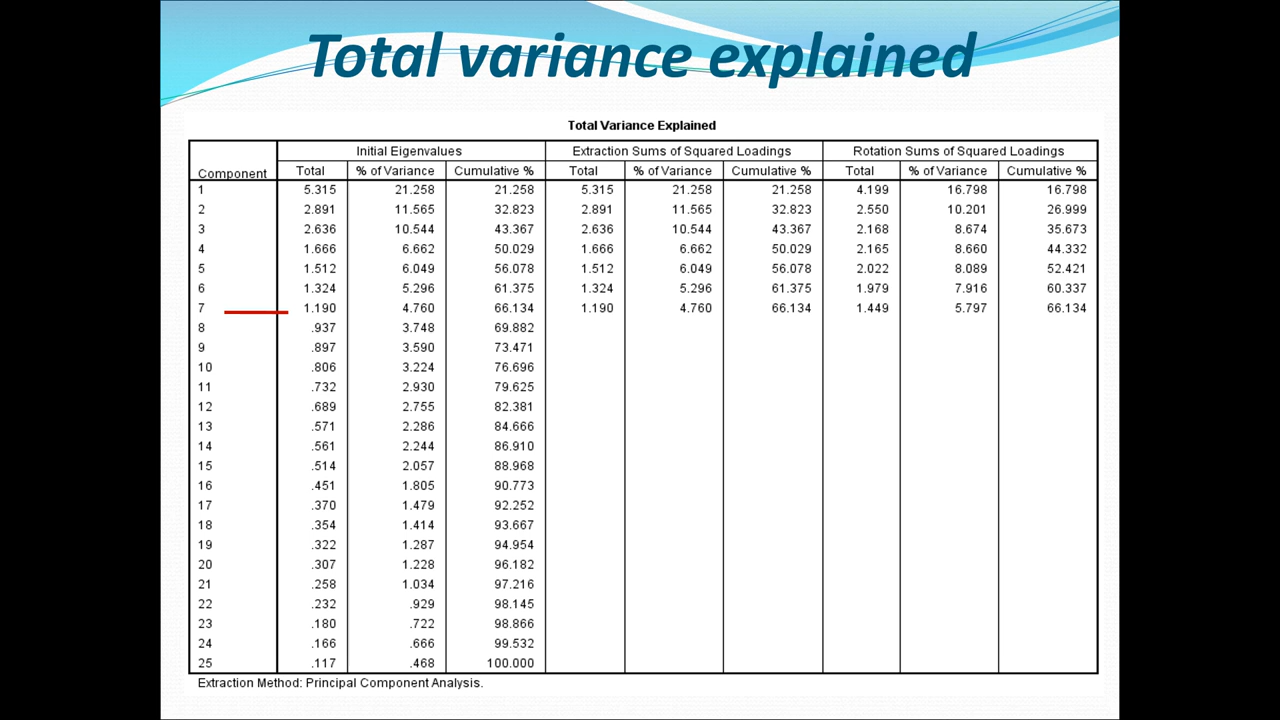 Total variance explained
Total Variance Explained
Initial Eigenvalues Extraction Sums of Squared Loadings Rotation Sums of Squared Loadings
Component Total % of Variance Cumulative % Total % of Variance Cumulative % Total % of Variance Cumulative %
1 5.315 21.258 21.258 5.315 21.258 21.258 4.199 16.798 16.798
2 2.891 11.565 32.823 2.891 11.565 32.823 2.550 10.201 26.999
3 2.636 10.544 43.367 2.636 10.544 43.367 2.168 8.674 35.673
4 1.666 6.662 50.029 1.666 6.662 50.029 2.165 8.660 44.332
5 1.512 6.049 56.078 1.512 6.049 56.078 2.022 8.089 52.421
6 1.324 5.296 61.375 1.324 5.296 61.375 1.979 7.916 60.337
7 1.190 4.760 66.134 1.190 4.760 66.134 1.449 5.797 66.134
8 .937 3.748 69.882
9 .897 3.590 73.471
10 .806 3.224 76.696
11 .732 2.930 79.625
12 .689 2.755 82.381
13 .571 2.286 84.666
14 .561 2.244 86.910
15 .514 2.057 88.968
16 .451 1.805 90.773
17 .370 1.479 92.252
18 .354 1.414 93.667
19 .322 1.287 94.954
20 .307 1.228 96.182
21 .258 1.034 97.216
22 .232 .929 98.145
23 .180 .722 98.866
24 .166 .666 99.532
25 .117 .468 100.000
Extraction Method: Principal Component Analysis.